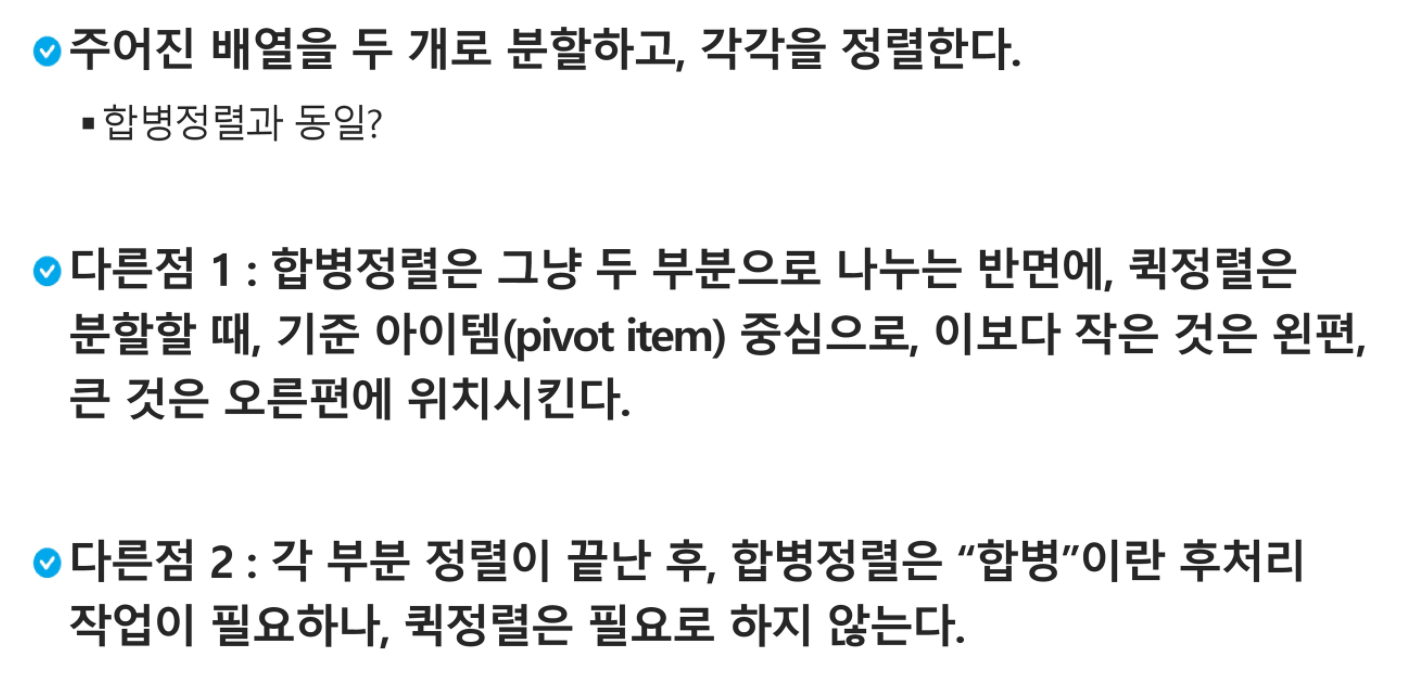 주어진 배열을 두 개로 분할하고, 각각을 정렬한다.
합병정렬과 동일?
다른점 1 : 합병정렬은 그냥 두 부분으로 나누는 반면에, 퀵정렬은
분할할 때, 기준 아이템(pivot item) 중심으로, 이보다 작은 것은 왼편,
큰 것은 오른편에 위치시킨다.
다른점 2 : 각 부분 정렬이 끝난 후, 합병정렬은 “합병”이란 후처리
작업이 필요하나, 퀵정렬은 필요로 하지 않는다.